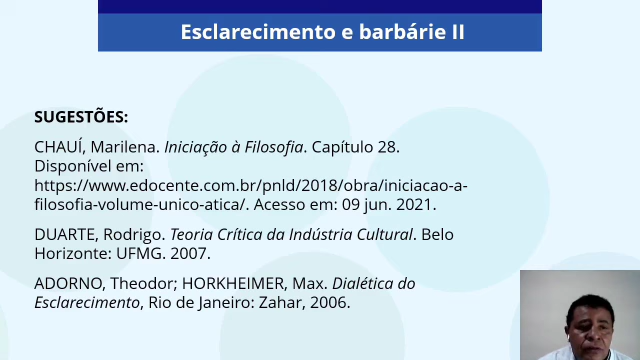 Esclarecimento e barbárie II
SUGESTÕES:
CHAUÍ, Marilena. Iniciação à Filosofia. Capítulo 28.
Disponível em:
https://www.edocente.com.br/pnld/2018/obra/iniciacao-a-
filosofia-volume-unico-atica/. Acesso em: 09 jun. 2021.
DUARTE, Rodrigo. Teoria Crítica da Indústria Cultural. Belo
Horizonte: UFMG. 2007.
ADORNO, Theodor; HORKHEIMER, Max. Dialética do
Esclarecimento, Rio de Janeiro: Zahar, 2006.